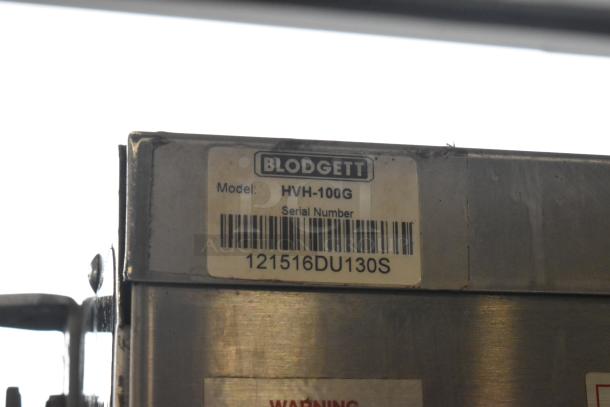 BLODGETT
Model: HVH-100G
Serial Number
121516DU130S
WARNING